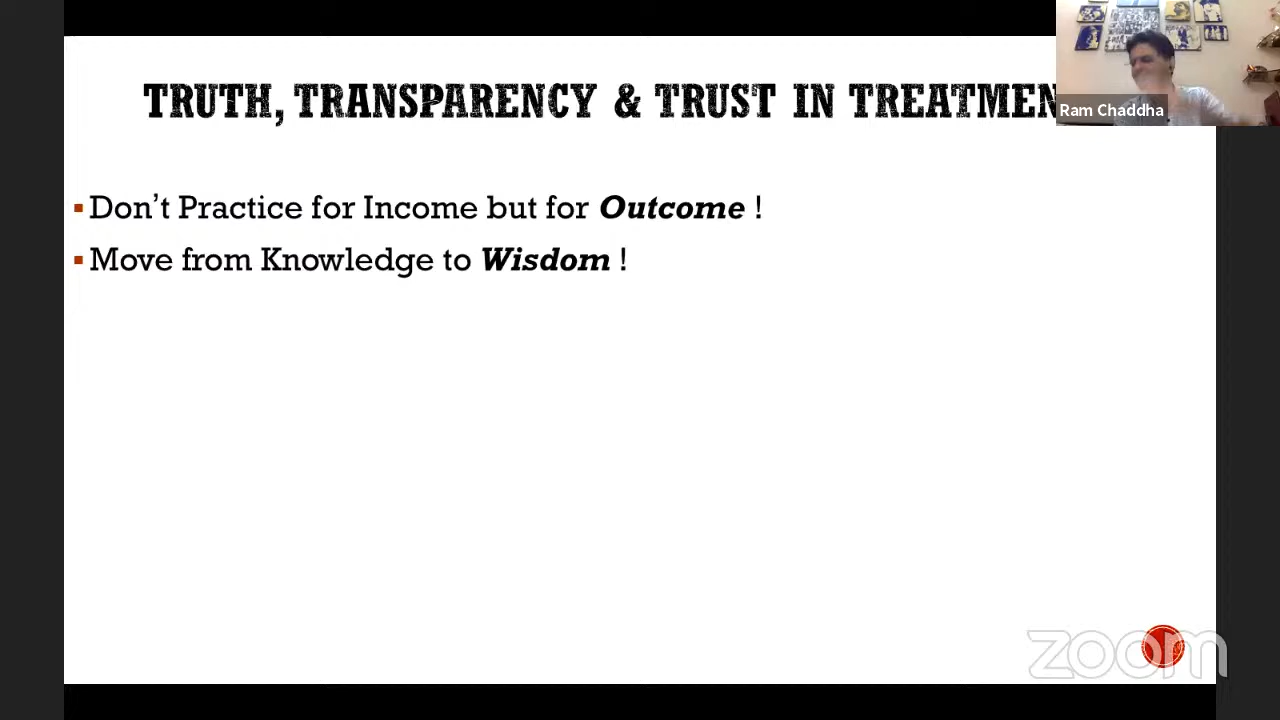 TRUTH, TRANSPARENCY & TRUST IN TREATMEN
Ram Chaddha
▪ Don’t Practice for Income but for Outcome !
▪ Move from Knowledge to Wisdom !
zoom